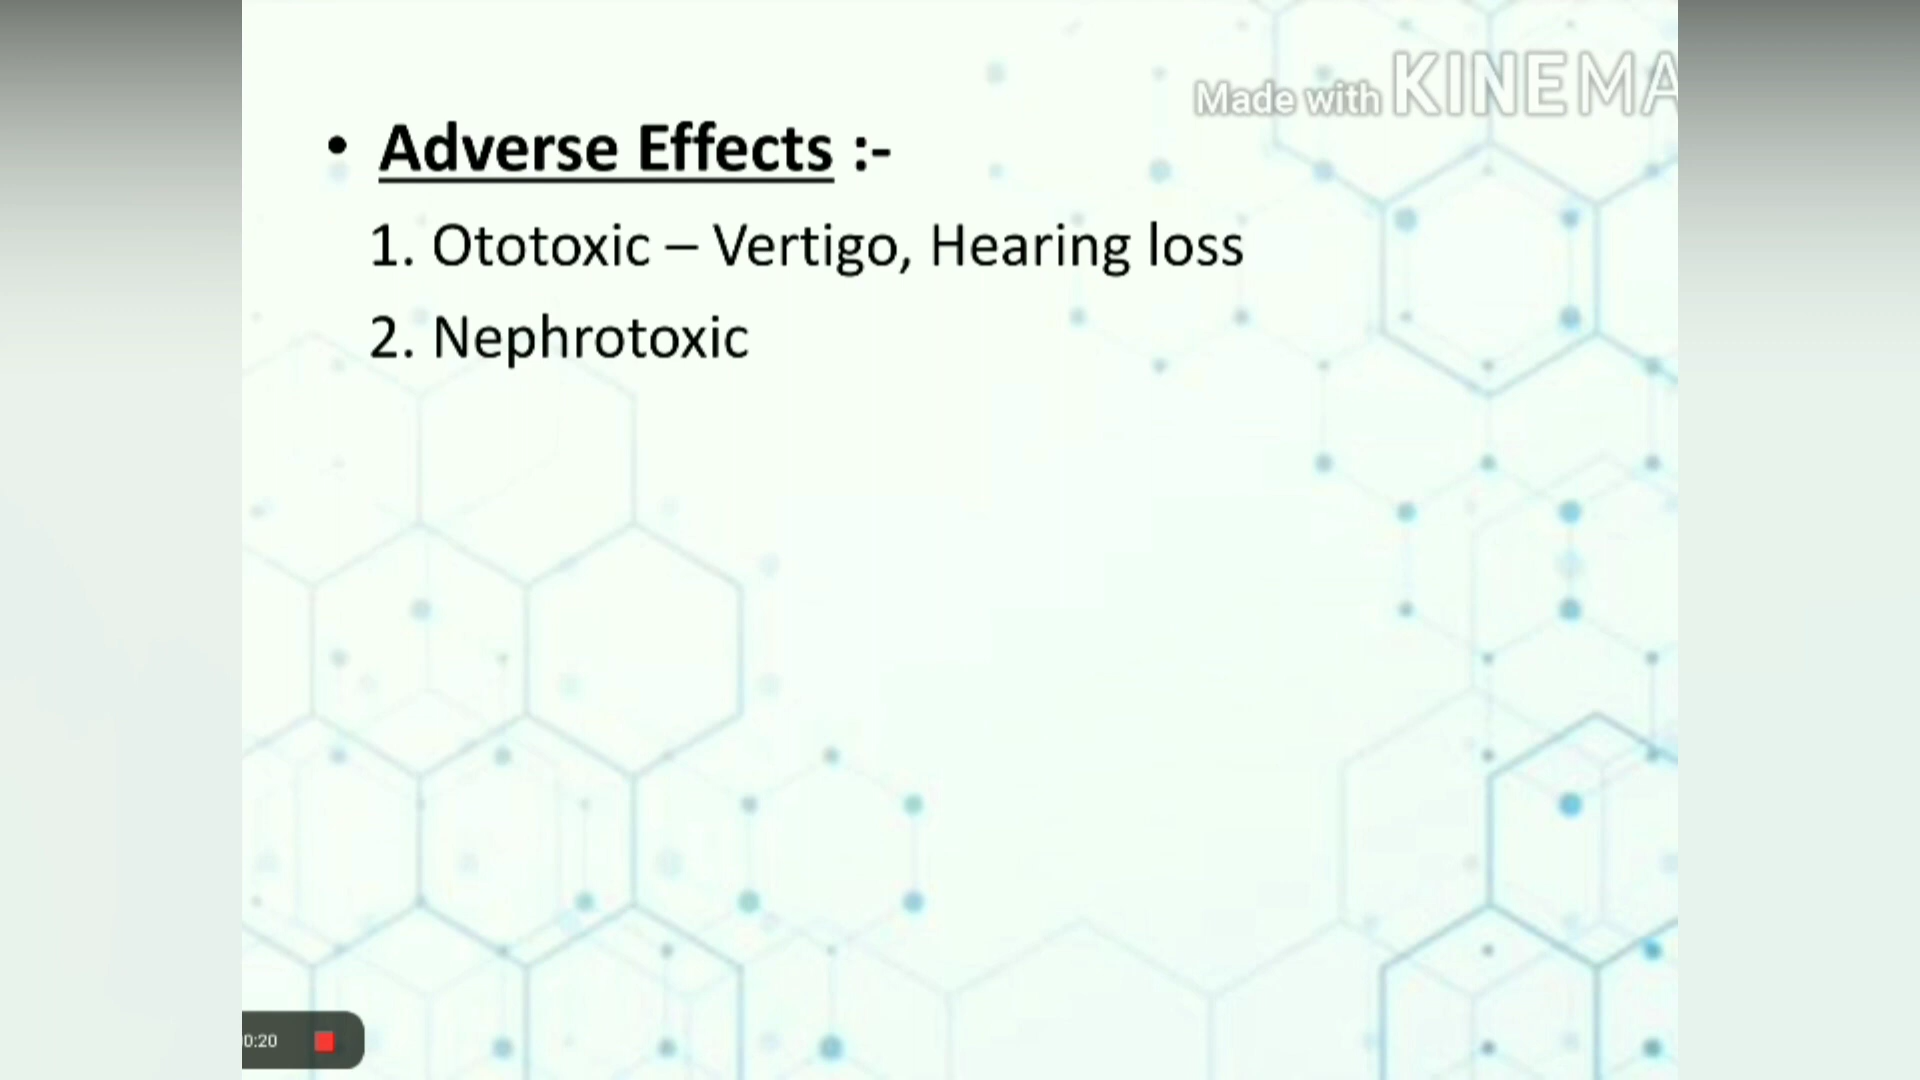 Made with KINEMA
• Adverse Effects :-
1. Ototoxic – Vertigo, Hearing loss
2. Nephrotoxic
0:20